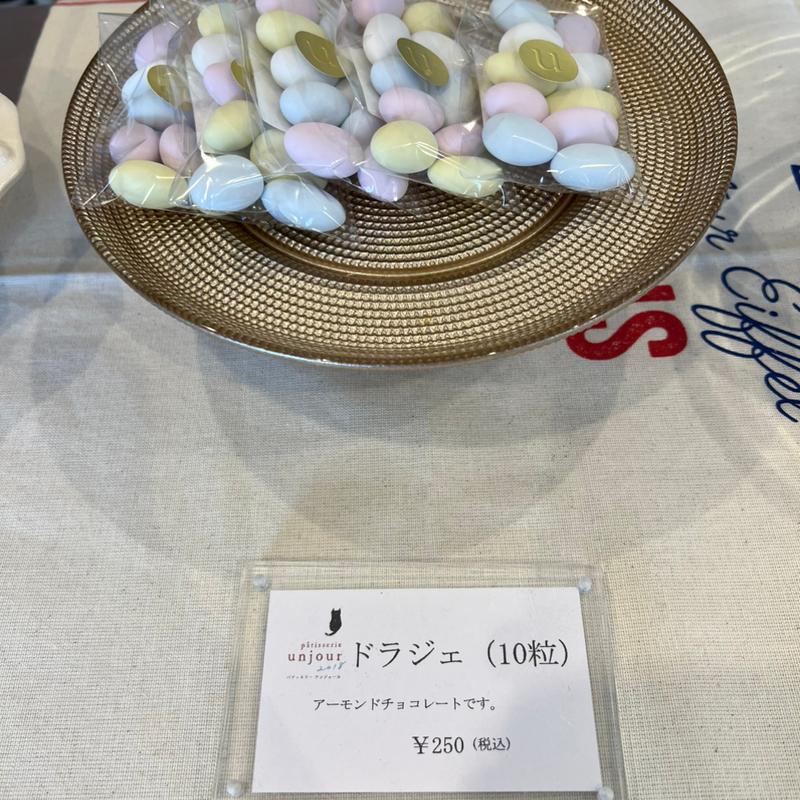 u
u
u
Eiffel
pâtisserie
unjour
2018
パティスリー アンジュール
ドラジェ（10粒）
アーモンドチョコレートです。
￥250（税込）